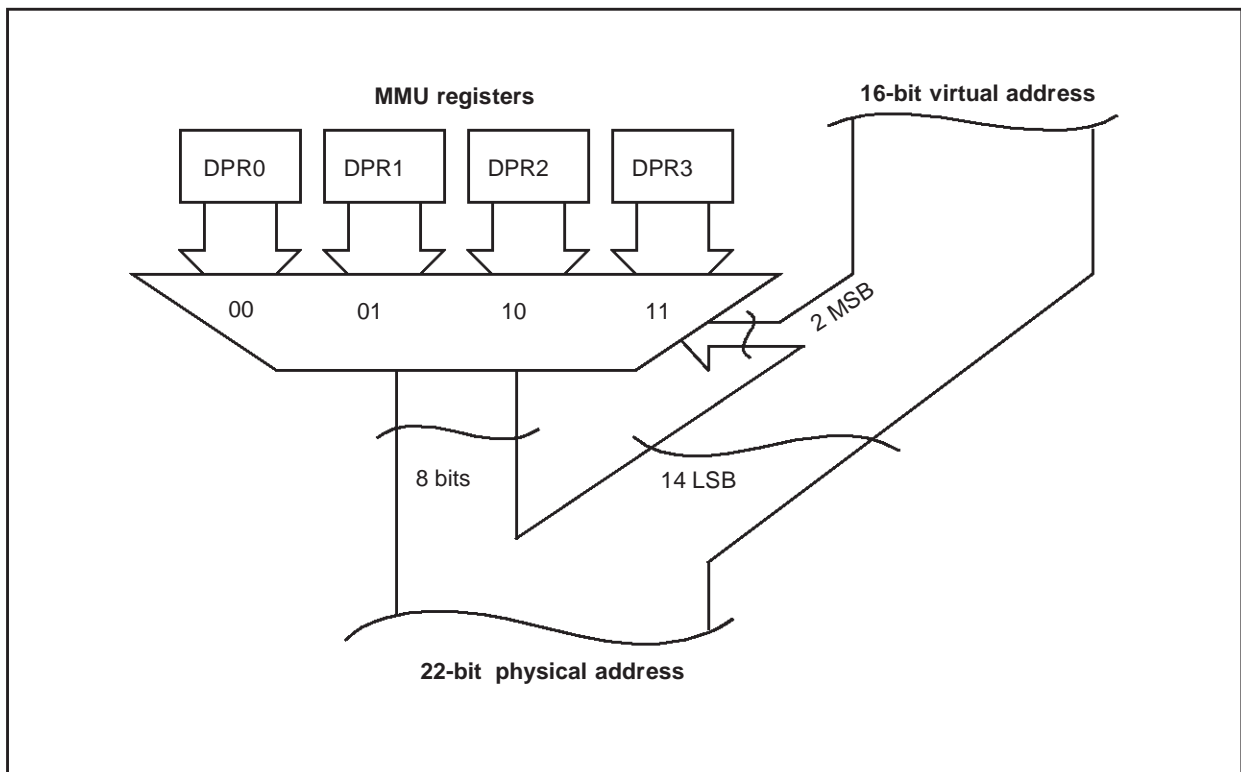 MMU registers
16-bit virtual address
DPR0
DPR1
DPR2
DPR3
00
01
10
11
2 MSB
8 bits
14 LSB
22-bit physical address